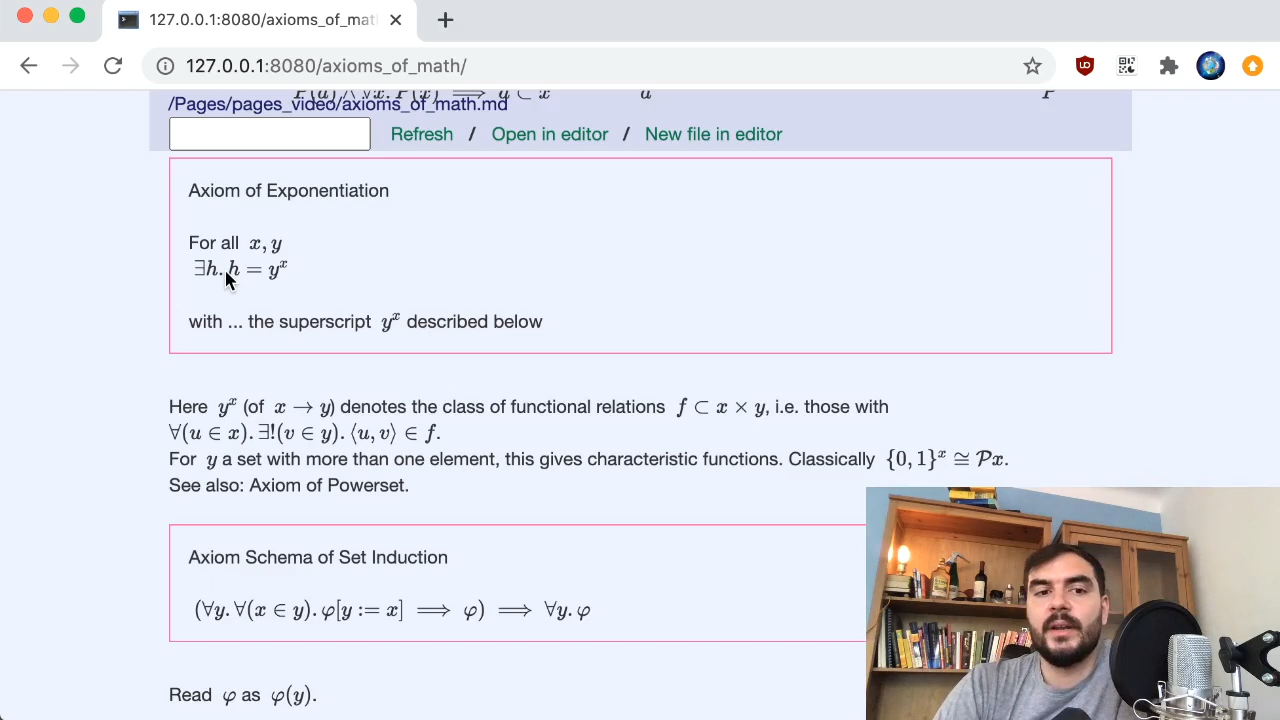 127.0.0.1:8080/axioms_of_mat
127.0.0.1:8080/axioms_of_math/
/Pages/pages_video/axioms_of_math.md
Refresh / Open in editor / New file in editor
Axiom of Exponentiation
For all x, y
∃h. h = y^x
with ... the superscript y^x described below
Here y^x (of x → y) denotes the class of functional relations f ⊂ x × y, i.e. those with
∀(u ∈ x). ∃!(v ∈ y). ⟨u, v⟩ ∈ f.
For y a set with more than one element, this gives characteristic functions. Classically {0, 1}^x ≅ 𝒫x.
See also: Axiom of Powerset.
Axiom Schema of Set Induction
(∀y. ∀(x ∈ y). φ[y := x] ⟹ φ) ⟹ ∀y. φ
Read φ as φ(y).